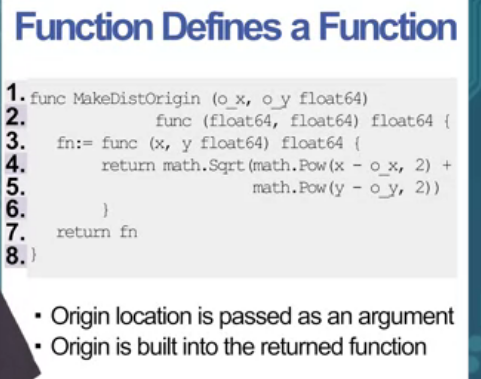 Function Defines a Function
1. func MakeDistOrigin (o_x, o_y float64)
2. func (float64, float64) float64 {
3. fn:= func (x, y float64) float64 {
4. return math.Sqrt(math.Pow(x - o_x, 2) +
5. math.Pow(y - o_y, 2))
6. }
7. return fn
8. }
▪ Origin location is passed as an argument
▪ Origin is built into the returned function